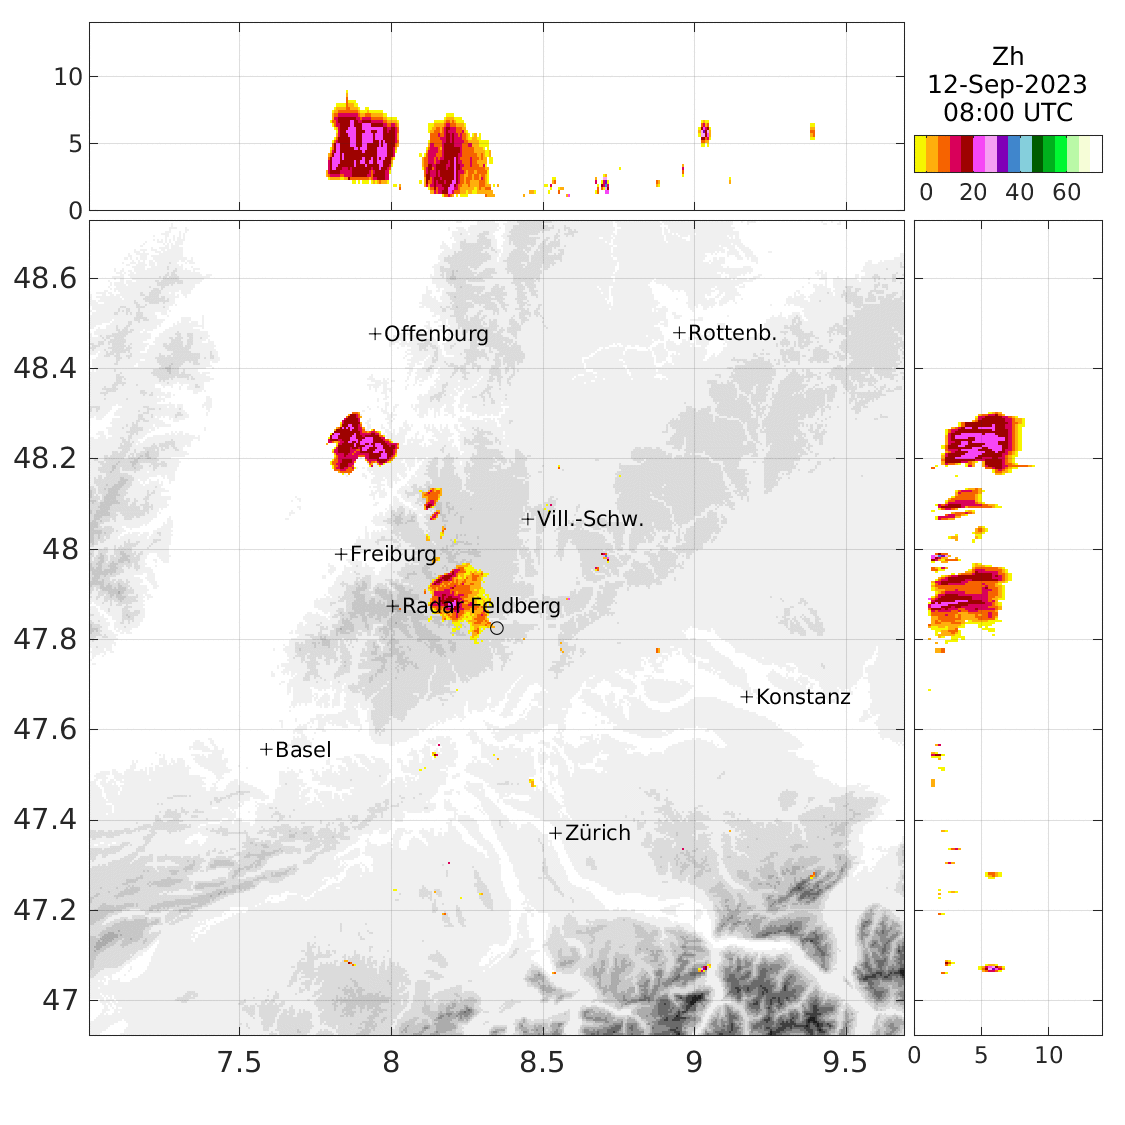 10
5
0
Zh
12-Sep-2023
08:00 UTC
0 20 40 60
48.6
48.4
48.2
48
47.8
47.6
47.4
47.2
47
+Offenburg
+Rottenb.
+Vill.-Schw.
+Freiburg
+Radar Feldberg
+Konstanz
+Basel
+Zürich
7.5 8 8.5 9 9.5
0 5 10